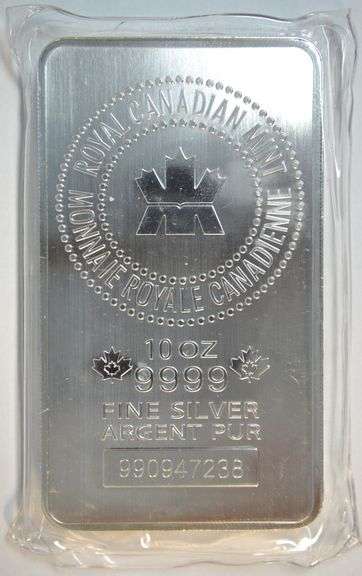 ROYAL CANADIAN MINT
MONNAIE ROYALE CANADIENNE
10 OZ
9999
FINE SILVER
ARGENT PUR
990947238